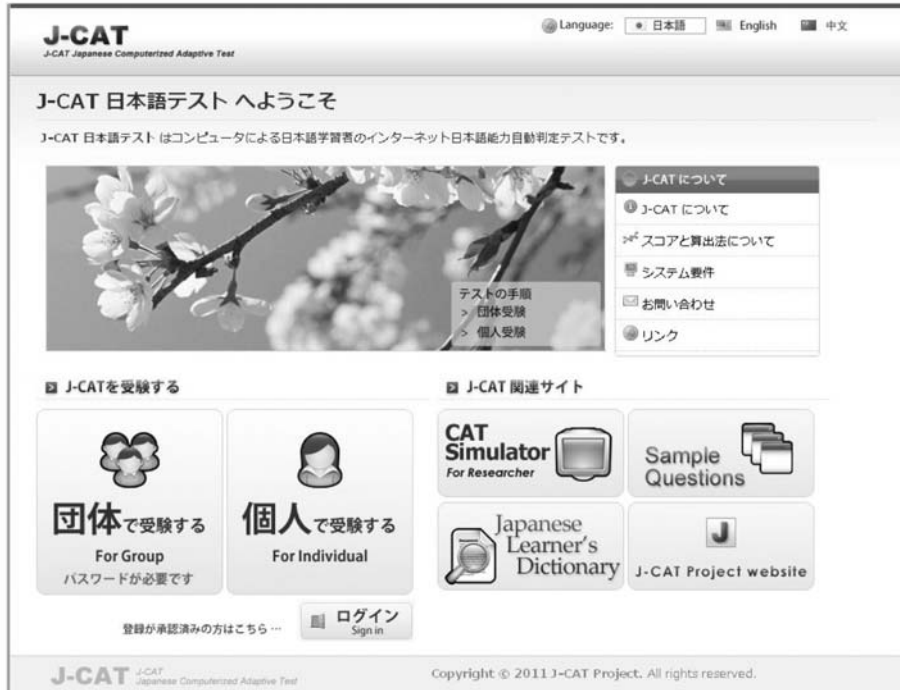 J-CAT
J-CAT Japanese Computerized Adaptive Test
Language: 日本語 English 中文
J-CAT 日本語テスト へようこそ
J-CAT 日本語テスト はコンピュータによる日本語学習者のインターネット日本語能力自動判定テストです。
テストの手順
> 団体受験
> 個人受験
J-CAT について
J-CAT について
スコアと算出法について
システム要件
お問い合わせ
リンク
J-CATを受験する
団体で受験する
For Group
パスワードが必要です
個人で受験する
For Individual
登録が承認済みの方はこちら …
ログイン
Sign in
J-CAT 関連サイト
CAT
Simulator
For Researcher
Sample
Questions
Japanese
Learner's
Dictionary
J
J-CAT Project website
J-CAT
J-CAT
Japanese Computerized Adaptive Test
Copyright © 2011 J-CAT Project. All rights reserved.